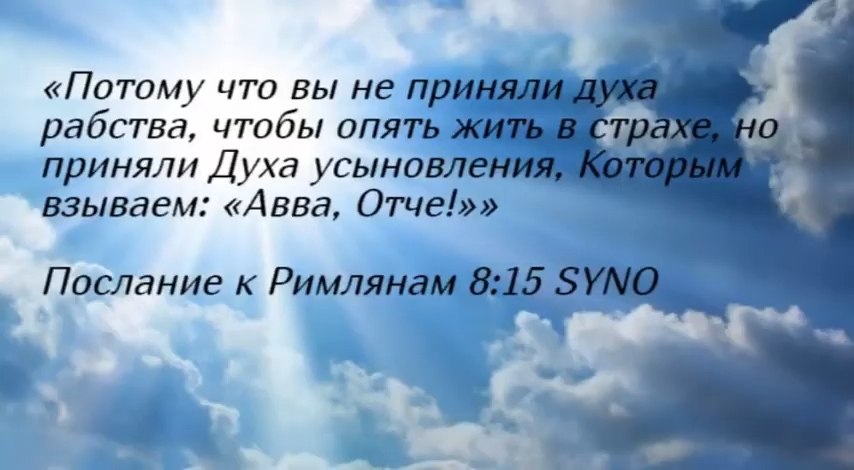 «Потому что вы не приняли духа
рабства, чтобы опять жить в страхе, но
приняли Духа усыновления, Которым
взываем: «Авва, Отче!»»
Послание к Римлянам 8:15 SYNO